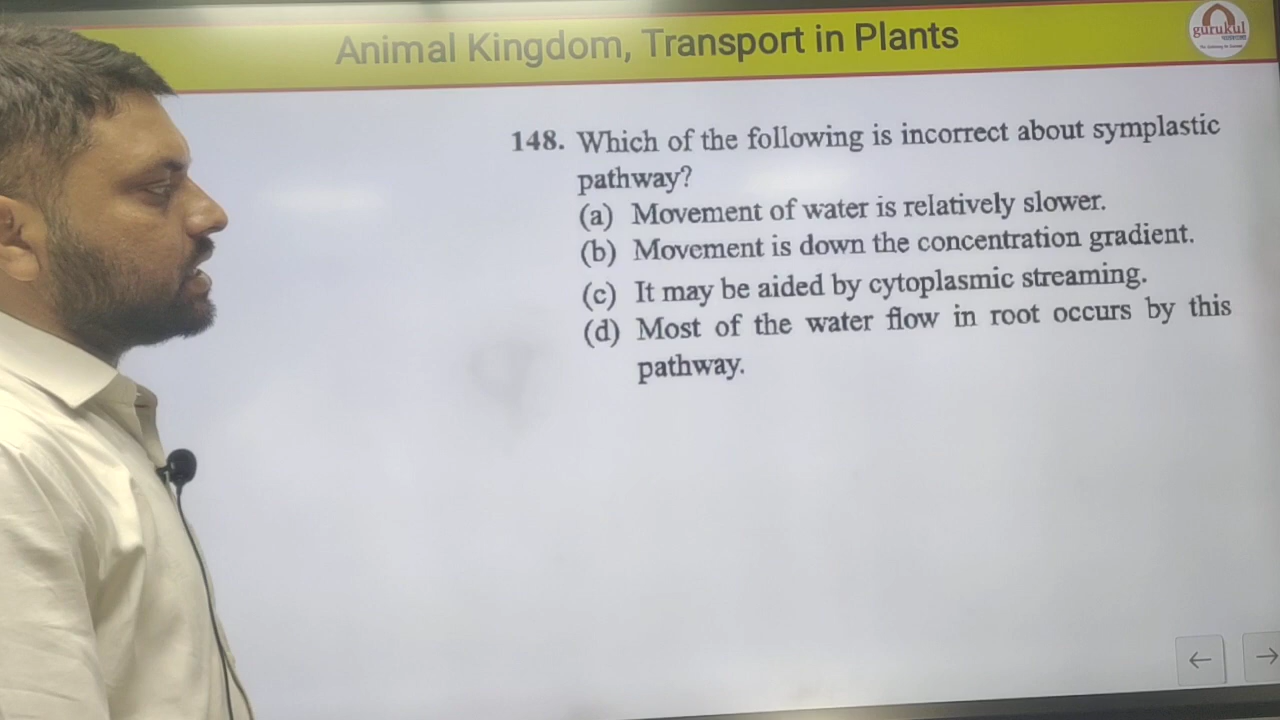 Animal Kingdom, Transport in Plants
gurukul
148. Which of the following is incorrect about symplastic
pathway?
(a) Movement of water is relatively slower.
(b) Movement is down the concentration gradient.
(c) It may be aided by cytoplasmic streaming.
(d) Most of the water flow in root occurs by this
pathway.